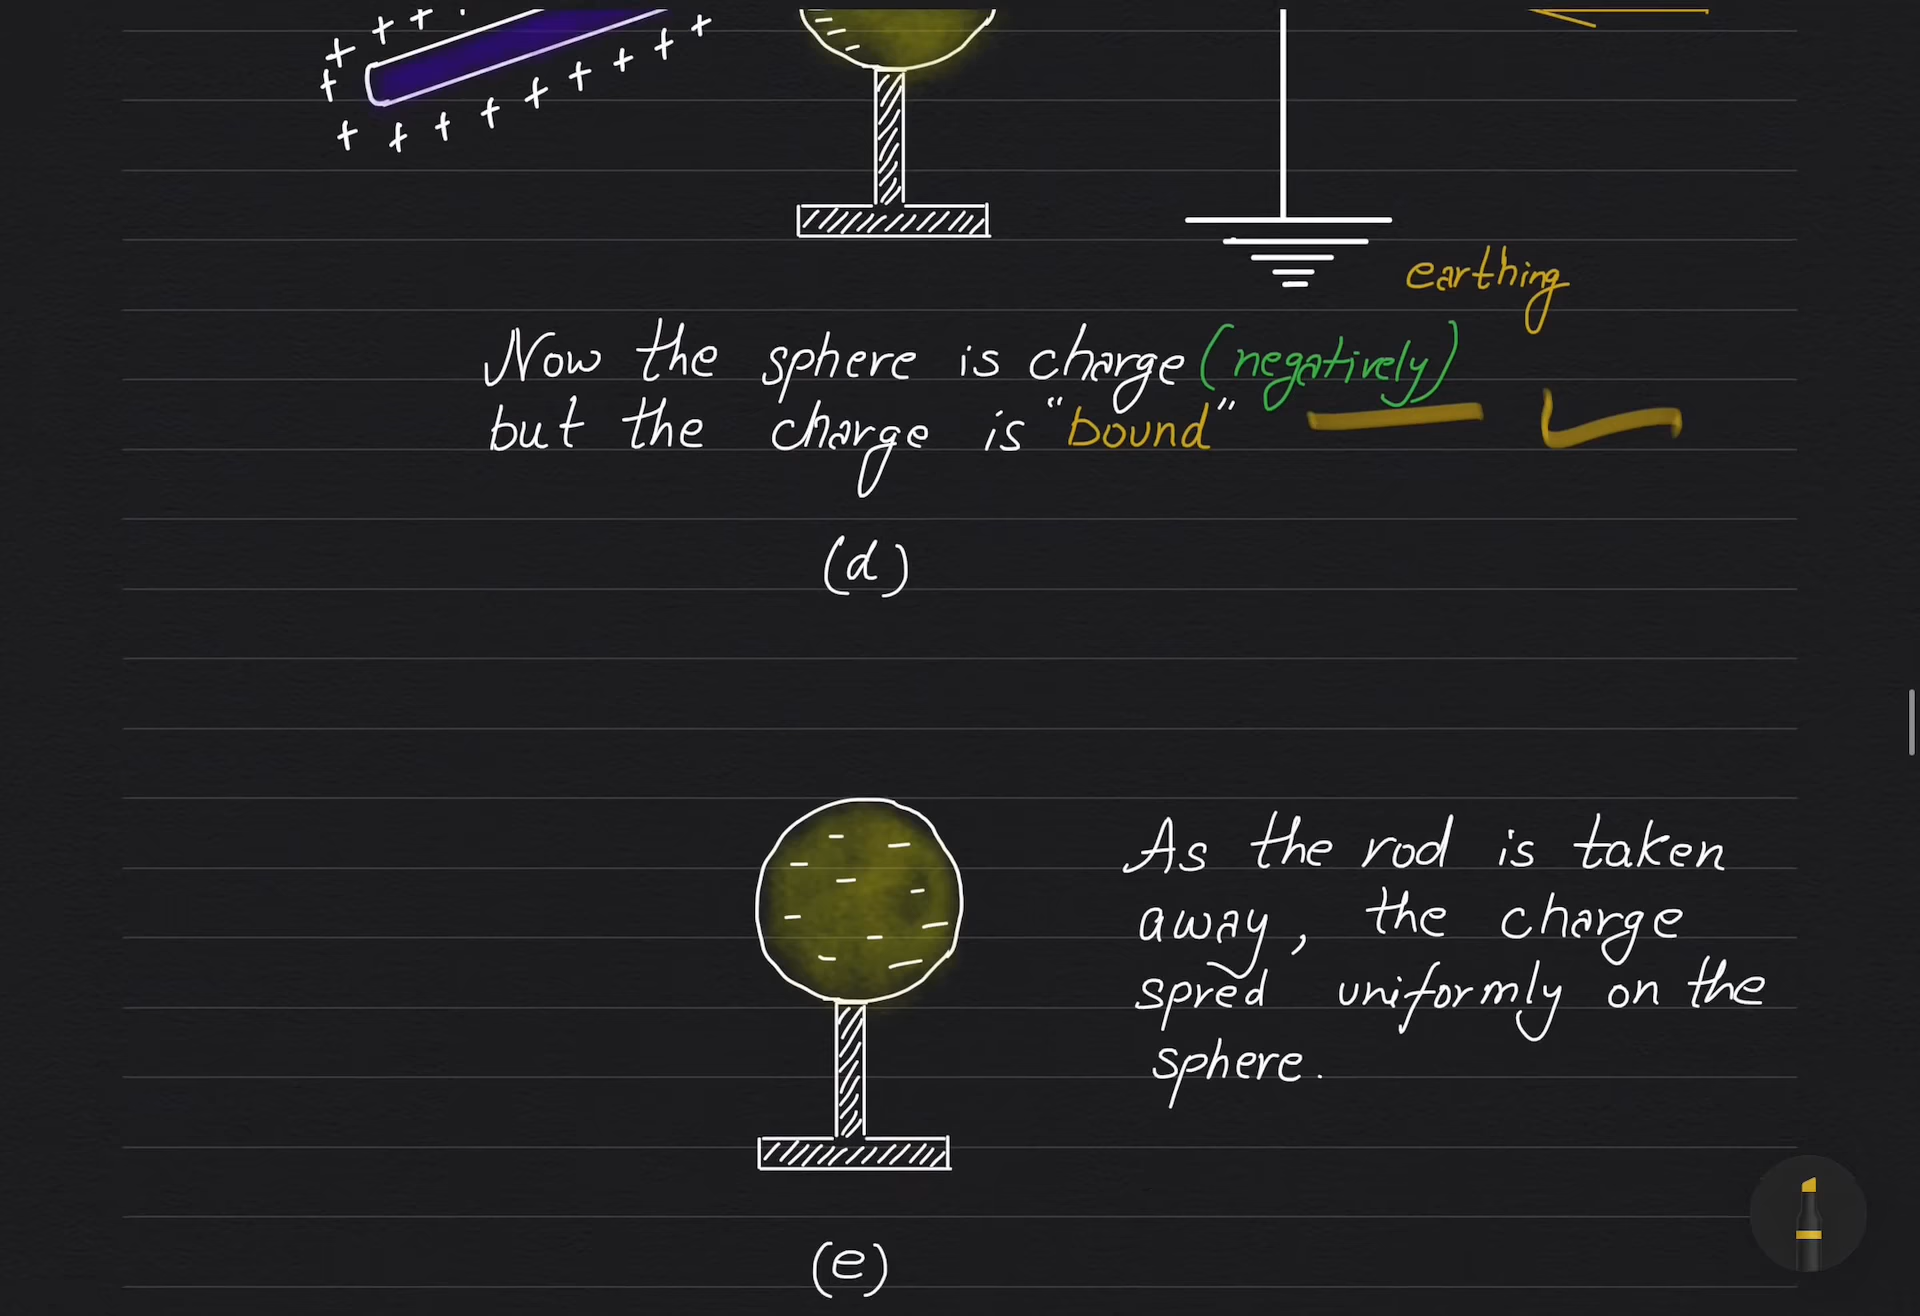 earthing
Now the sphere is charge (negatively)
but the charge is "bound"
(d)
As the rod is taken
away, the charge
spred uniformly on the
sphere.
(e)